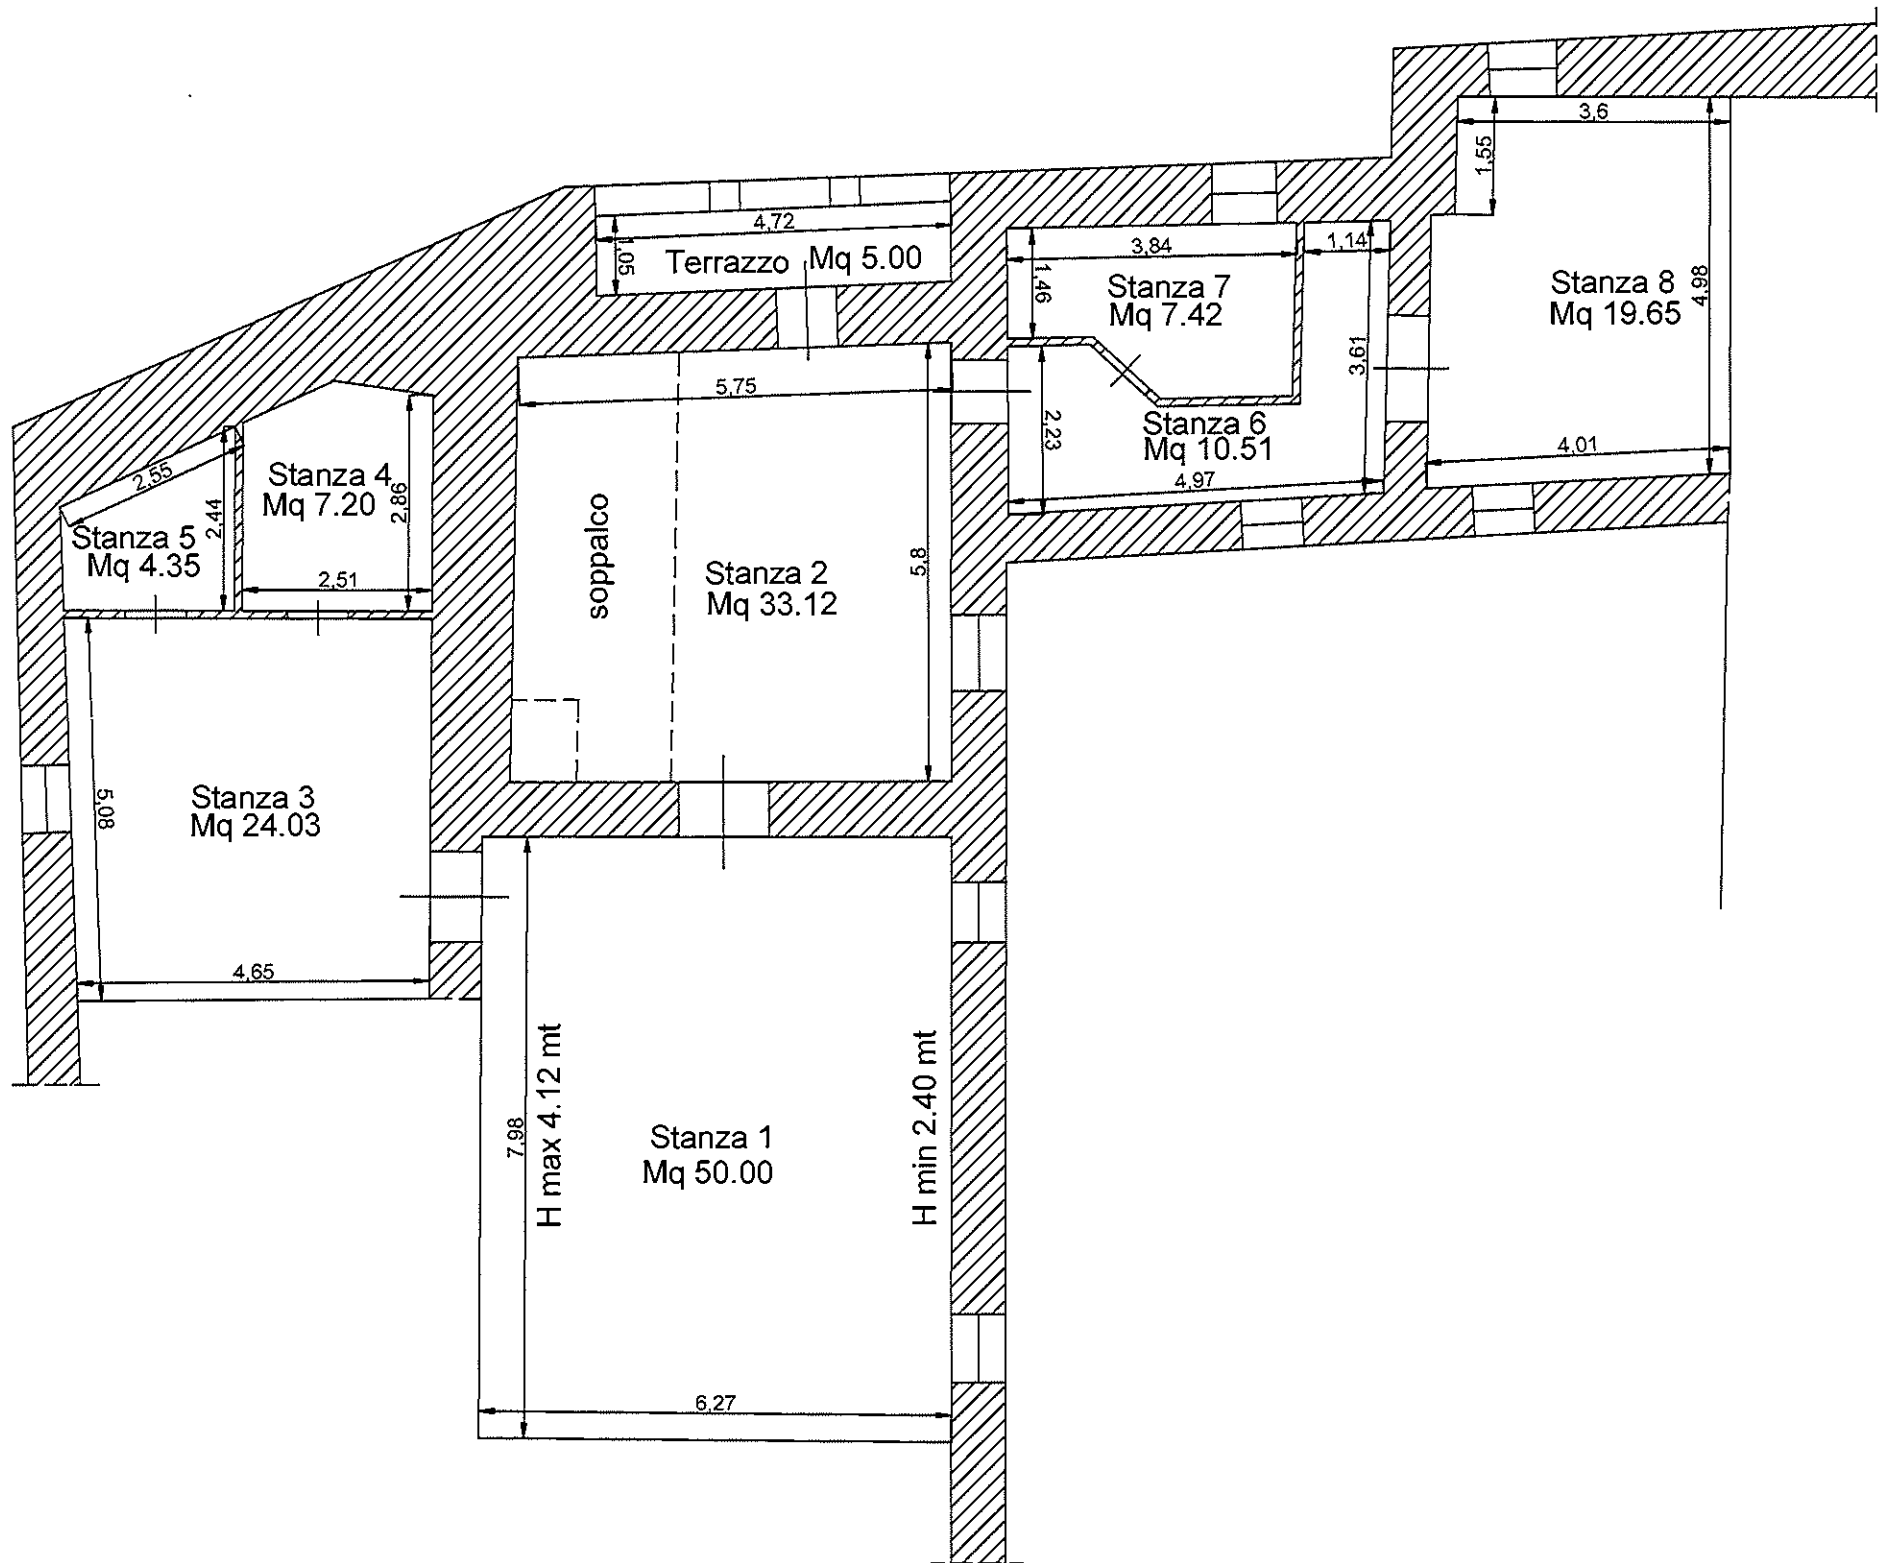 3,6
1,55
4,72
1,05
Terrazzo Mq 5.00
3,84
1,14
1,46
Stanza 7
Mq 7.42
Stanza 8
Mq 19.65
4,98
3,61
5,75
2,23
Stanza 6
Mq 10.51
4,97
4,01
2,55
Stanza 4
Mq 7.20
2,86
2,44
Stanza 5
Mq 4.35
2,51
soppalco
Stanza 2
Mq 33.12
5,8
Stanza 3
Mq 24.03
5,08
4,65
7,98
H max 4.12 mt
Stanza 1
Mq 50.00
H min 2.40 mt
6,27